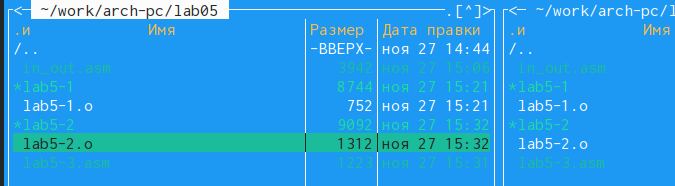 <─ ~/work/arch-pc/lab05 .[^]> <─ ~/work/arch-pc/l
.и Имя Размер Дата правки .и Имя
/.. -ВВЕРХ- ноя 27 14:44 /..
in_out.asm 3942 ноя 27 15:06 in_out.asm
*lab5-1 8744 ноя 27 15:21 *lab5-1
lab5-1.o 752 ноя 27 15:21 lab5-1.o
*lab5-2 9092 ноя 27 15:32 *lab5-2
lab5-2.o 1312 ноя 27 15:32 lab5-2.o
lab5-3.asm 1223 ноя 27 15:31 lab5-3.asm